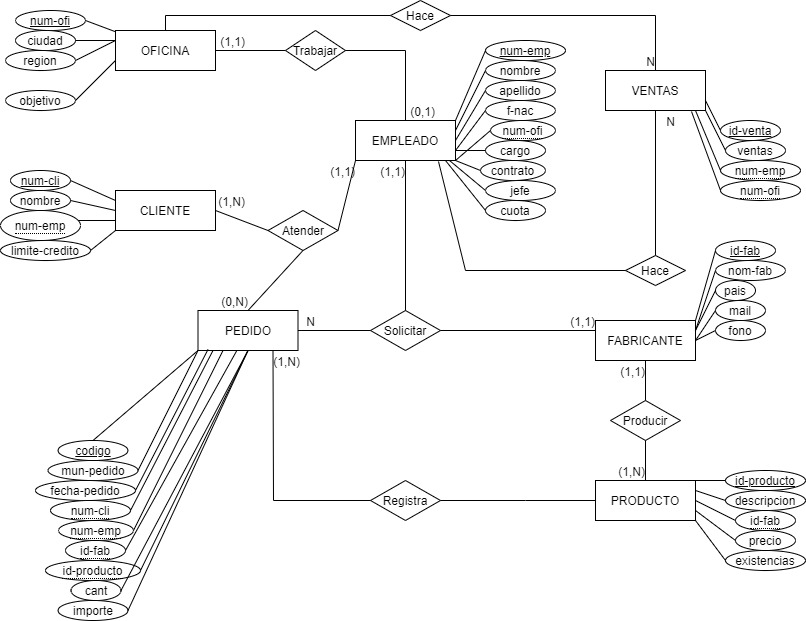 Hace
num-ofi
ciudad
region
objetivo
OFICINA
(1,1)
Trabajar
N
VENTAS
N
id-venta
ventas
num-emp
num-ofi
(0,1)
EMPLEADO
(1,1)
(1,1)
num-emp
nombre
apellido
f-nac
num-ofi
cargo
contrato
jefe
cuota
num-cli
nombre
num-emp
limite-credito
CLIENTE
(1,N)
Atender
Hace
(0,N)
PEDIDO
N
(1,N)
Solicitar
(1,1)
FABRICANTE
(1,1)
id-fab
nom-fab
pais
mail
fono
Producir
(1,N)
codigo
mun-pedido
fecha-pedido
num-cli
num-emp
id-fab
id-producto
cant
importe
Registra
PRODUCTO
id-producto
descripcion
id-fab
precio
existencias